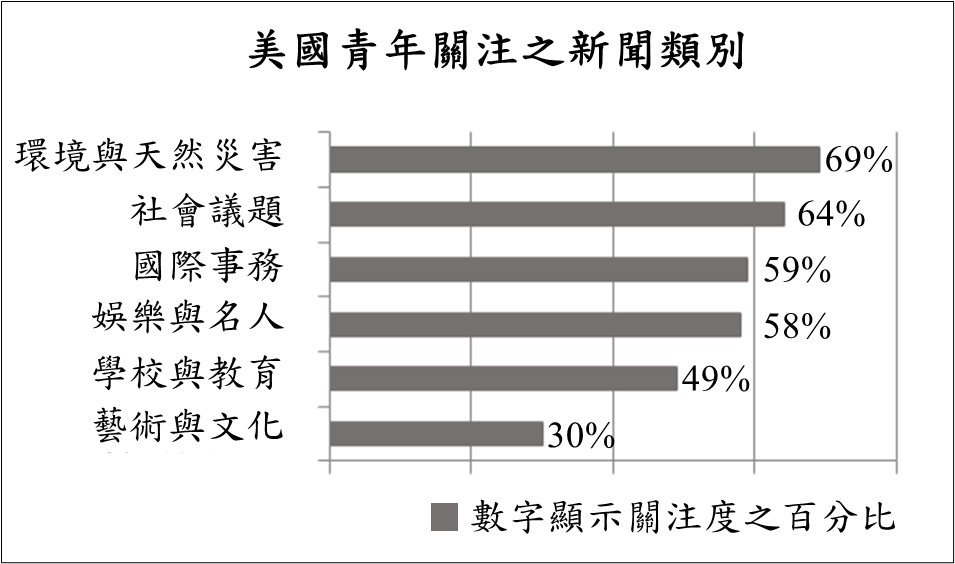 美國青年關注之新聞類別
環境與天然災害 69%
社會議題 64%
國際事務 59%
娛樂與名人 58%
學校與教育 49%
藝術與文化 30%
數字顯示關注度之百分比